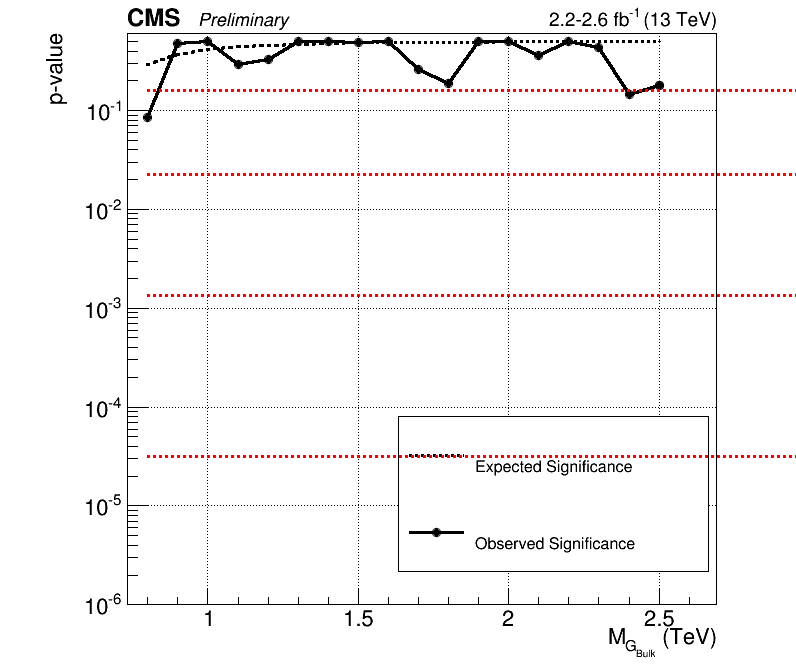 CMS Preliminary 2.2-2.6 fb⁻¹ (13 TeV)
p-value
10⁻¹
10⁻²
10⁻³
10⁻⁴
10⁻⁵
10⁻⁶
Expected Significance
Observed Significance
1 1.5 2 2.5
M_G_Bulk (TeV)